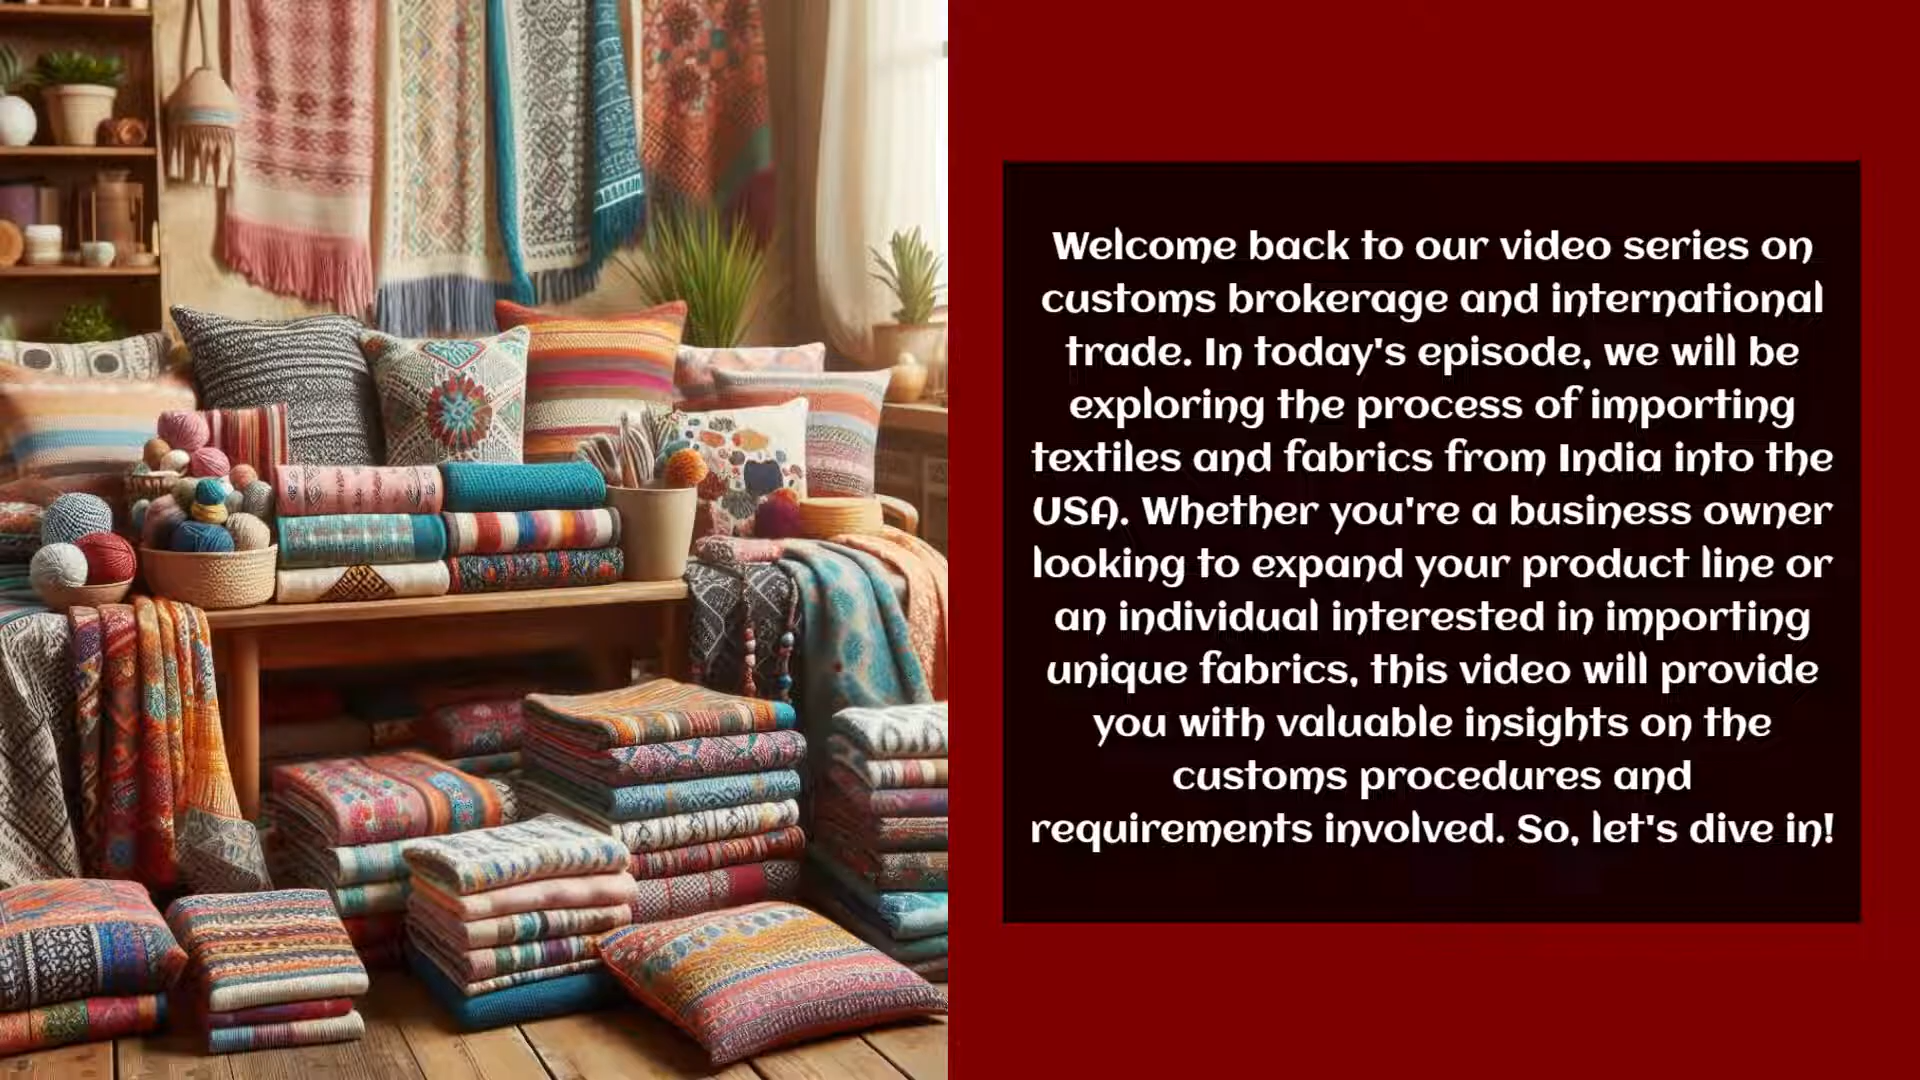 Welcome back to our video series on
customs brokerage and international
trade. In today's episode, we will be
exploring the process of importing
textiles and fabrics from India into the
USA. Whether you're a business owner
looking to expand your product line or
an individual interested in importing
unique fabrics, this video will provide
you with valuable insights on the
customs procedures and
requirements involved. So, let's dive in!